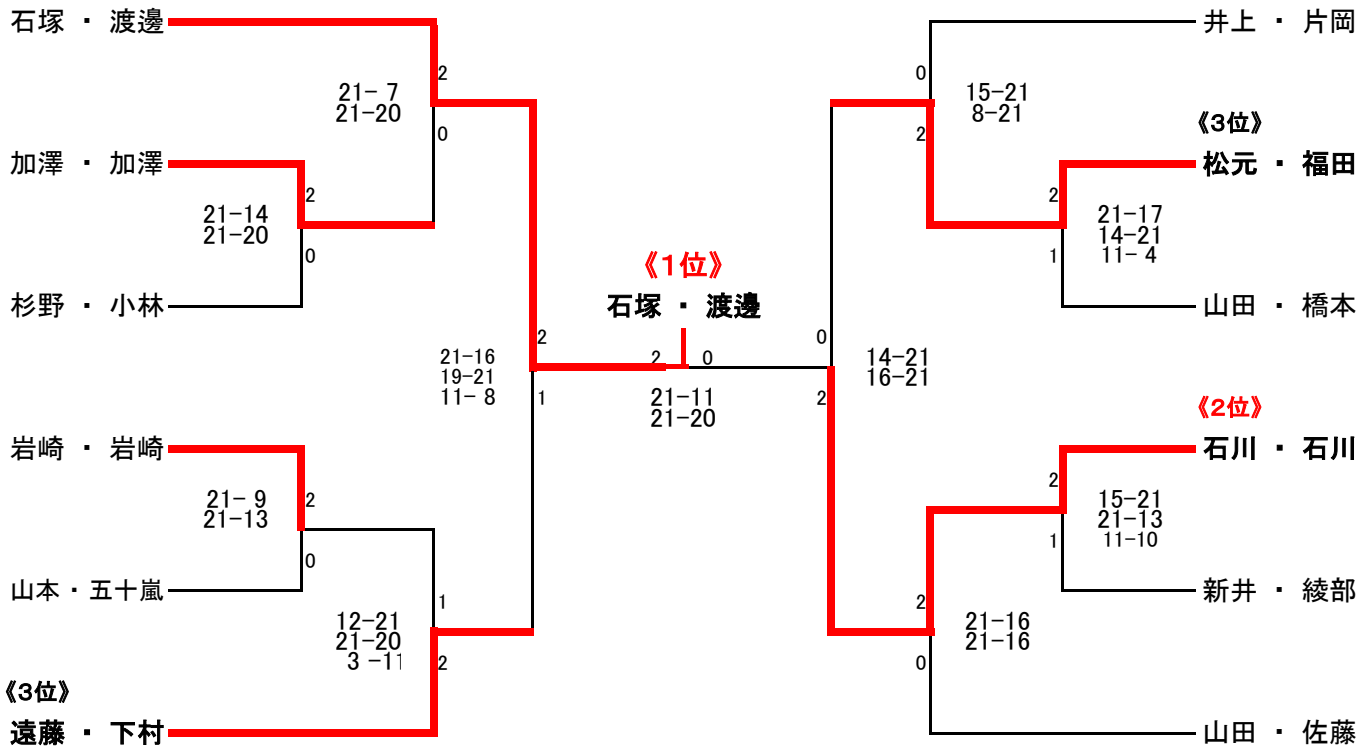 石塚 ・ 渡邊
2
21- 7
21-20
0
加澤 ・ 加澤
2
21-14
21-20
0
杉野 ・ 小林
2
21-16
19-21
11- 8
1
岩崎 ・ 岩崎
2
21- 9
21-13
0
山本・五十嵐
1
12-21
21-20
3 -11
2
《3位》
遠藤 ・ 下村
《1位》
石塚 ・ 渡邊
2
0
21-11
21-20
井上 ・ 片岡
0
15-21
8-21
2
《3位》
松元 ・ 福田
2
21-17
14-21
11- 4
1
山田 ・ 橋本
0
14-21
16-21
2
《2位》
石川 ・ 石川
2
15-21
21-13
11-10
1
新井 ・ 綾部
2
21-16
21-16
0
山田 ・ 佐藤